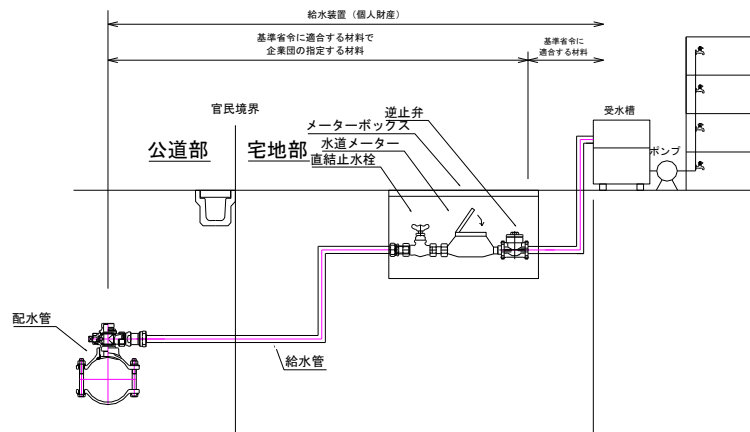 給水装置（個人財産）
基準省令に適合する材料で
企業団の指定する材料
基準省令に
適合する材料
官民境界
逆止弁
受水槽
メーターボックス
公道部
宅地部
水道メーター
ポンプ
直結止水栓
配水管
給水管